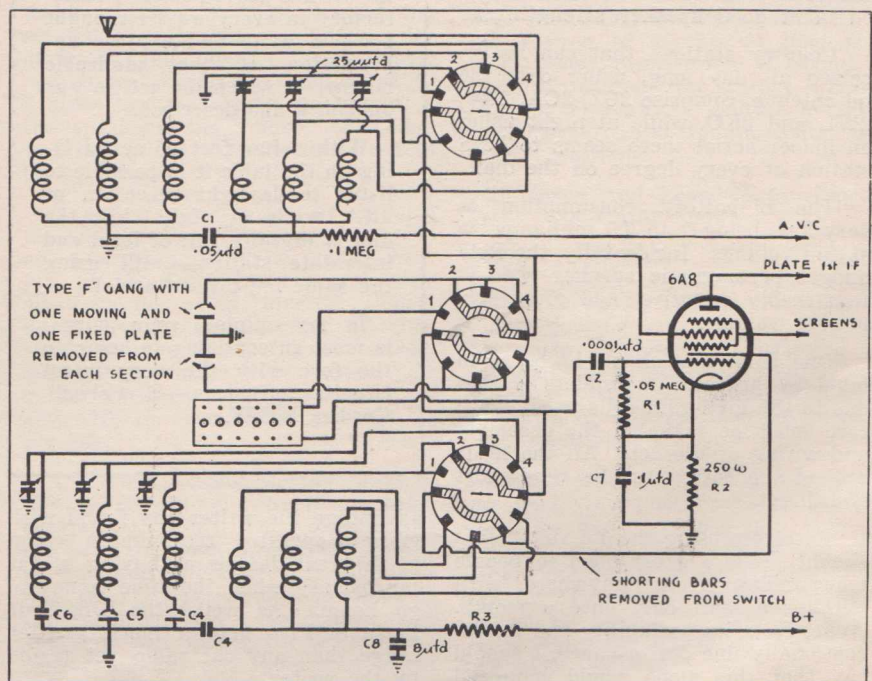 25µµfd
1
2
3
4
C1
.05µfd
.1 MEG
A.V.C
PLATE 1st IF
6A8
SCREENS
TYPE "F" GANG WITH
ONE MOVING AND
ONE FIXED PLATE
REMOVED FROM
EACH SECTION
1
2
3
4
.0001µfd
C2
.05 MEG
R1
C7
.1µfd
250 ω
R2
1
2
3
4
SHORTING BARS
REMOVED FROM SWITCH
C6
C5
C4
C4
C8
8µfd
R3
B+